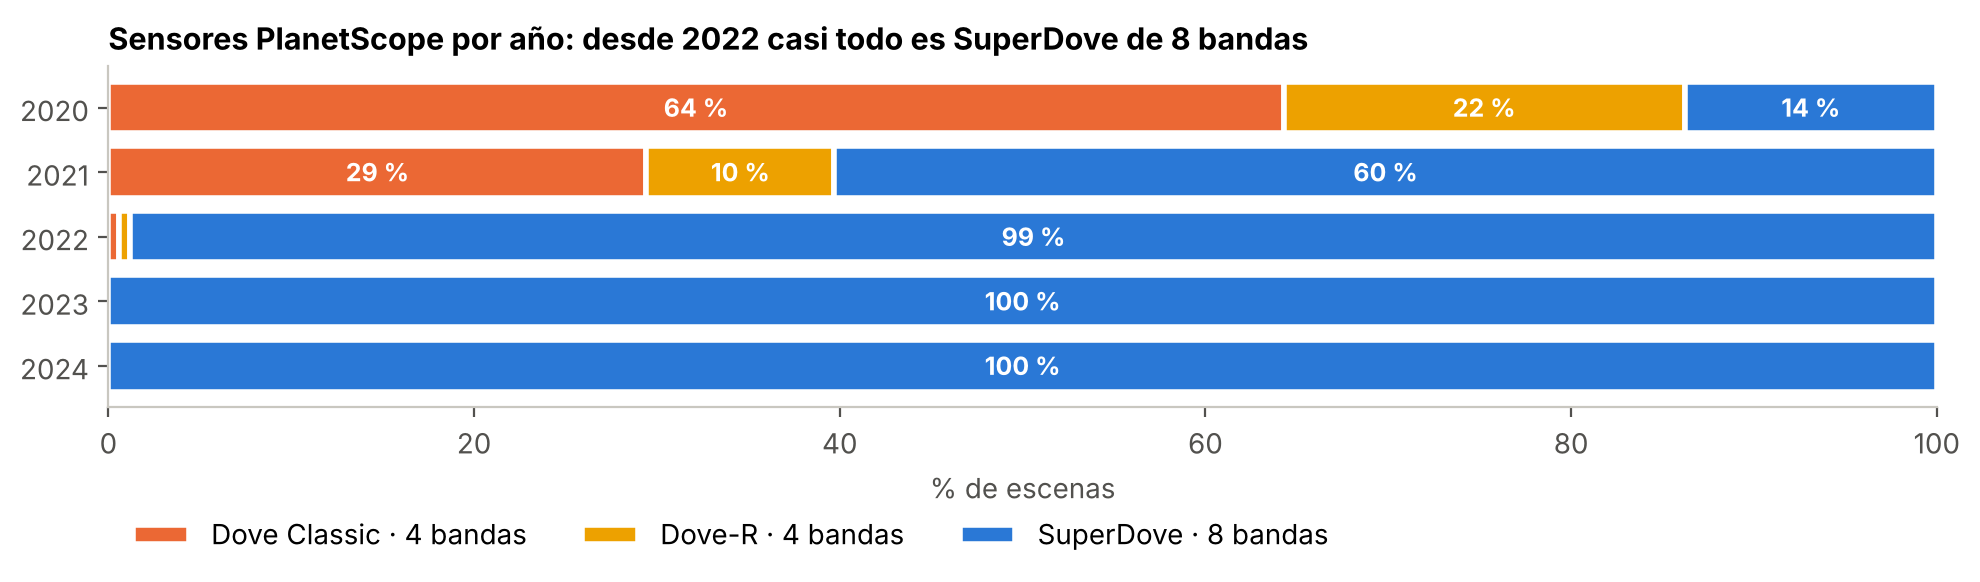 Sensores PlanetScope por año: desde 2022 casi todo es SuperDove de 8 bandas
2020 64 % 22 % 14 %
2021 29 % 10 % 60 %
2022 99 %
2023 100 %
2024 100 %
0 20 40 60 80 100
% de escenas
Dove Classic · 4 bandas Dove-R · 4 bandas SuperDove · 8 bandas